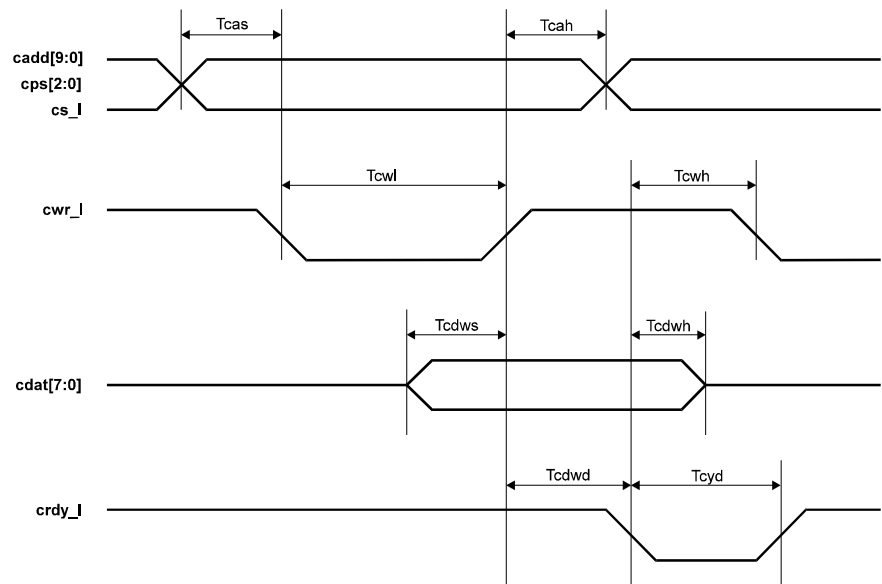 Tcas
Tcah
cadd[9:0]
cps[2:0]
cs_l
Tcwl
Tcwh
cwr_l
Tcdws
Tcdwh
cdat[7:0]
Tcdwd
Tcyd
crdy_l